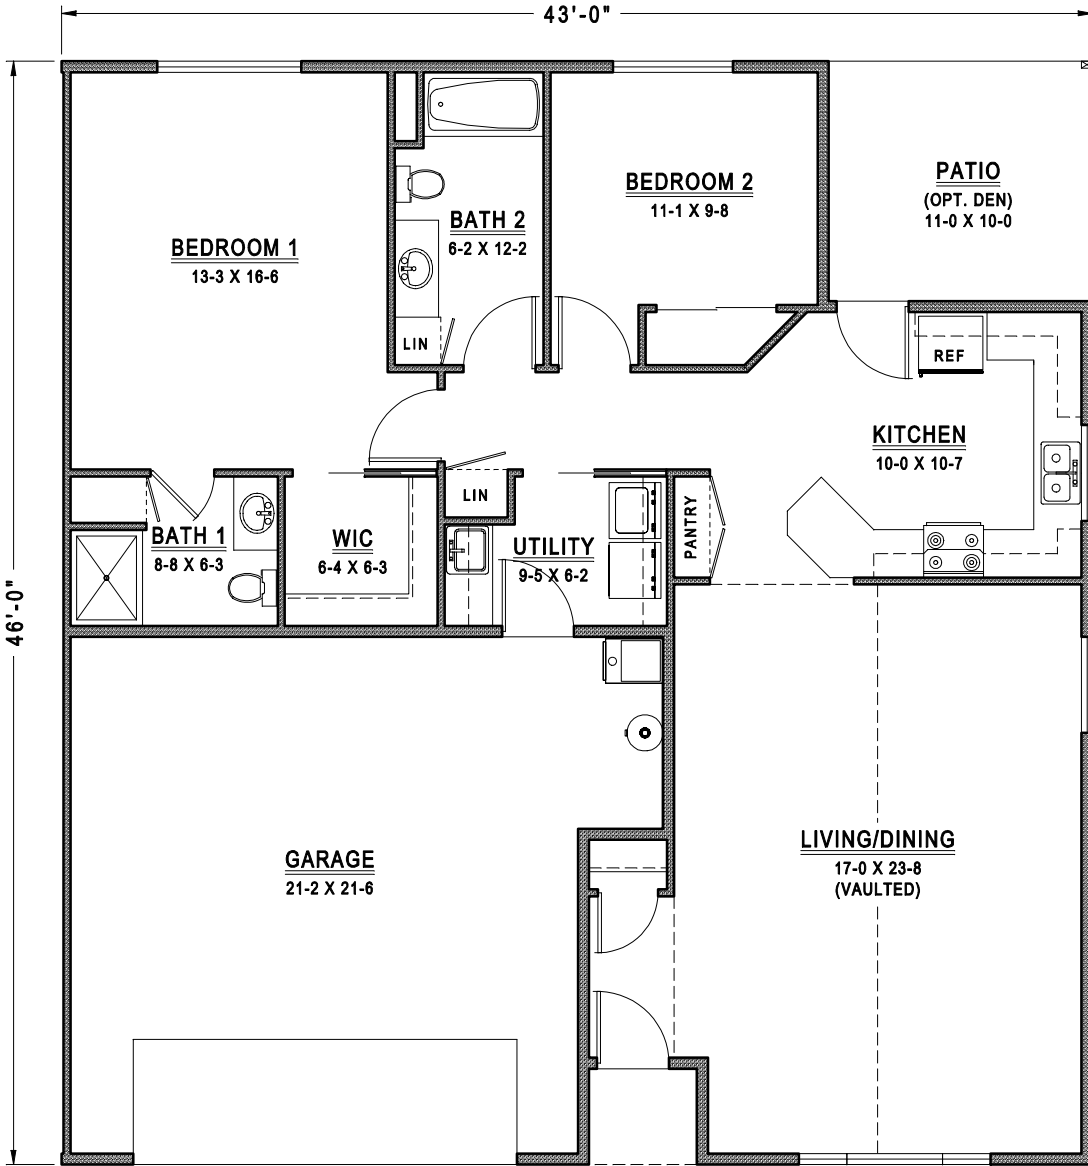 43'-0"
46'-0"
BEDROOM 1
13-3 X 16-6
BATH 2
6-2 X 12-2
LIN
BEDROOM 2
11-1 X 9-8
PATIO
(OPT. DEN)
11-0 X 10-0
REF
KITCHEN
10-0 X 10-7
BATH 1
8-8 X 6-3
WIC
6-4 X 6-3
LIN
UTILITY
9-5 X 6-2
PANTRY
GARAGE
21-2 X 21-6
LIVING/DINING
17-0 X 23-8
(VAULTED)